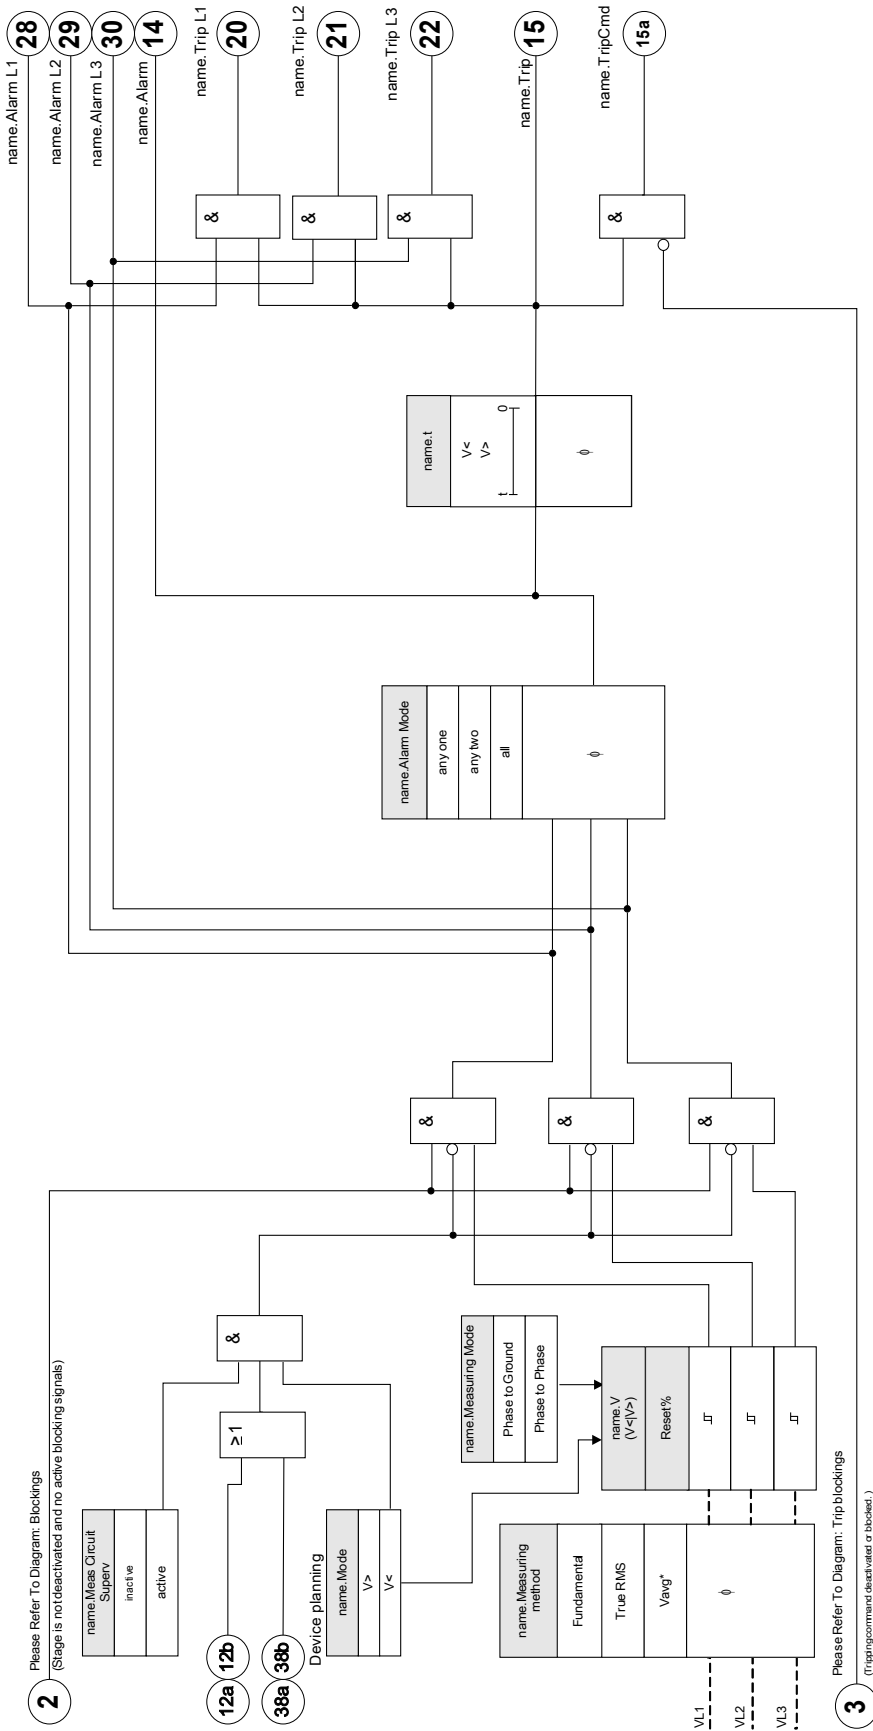 2
Please Refer To Diagram: Blockings
(Stage is not deactivated and no active blocking signals)
name.Meas Circuit
Superv
inactive
active
12a
12b
38a
38b
≥1
&
Device planning
name.Mode
V>
V<
name.Measuring Mode
Phase to Ground
Phase to Phase
name.Measuring
method
Fundamental
True RMS
Vavg*
ϕ
VL1
VL2
VL3
name.V
(V<|V>)
Reset%
&
&
&
3
Please Refer To Diagram: Trip blockings
(Tripping command deactivated or blocked. )
name.Alarm Mode
any one
any two
all
ϕ
name.t
V<
V>
t
0
ϕ
&
&
&
&
name.Alarm L1
28
name.Alarm L2
29
name.Alarm L3
30
name.Alarm
14
name.Trip L1
20
name.Trip L2
21
name.Trip L3
22
name.Trip
15
name.TripCmd
15a